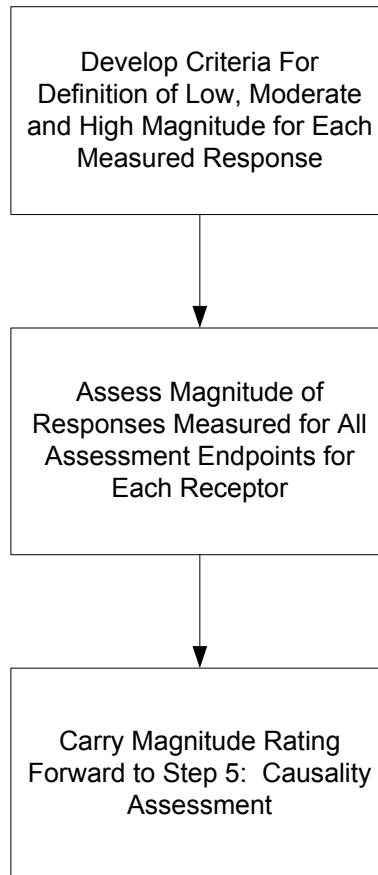 Develop Criteria For
Definition of Low, Moderate
and High Magnitude for Each
Measured Response
Assess Magnitude of
Responses Measured for All
Assessment Endpoints for
Each Receptor
Carry Magnitude Rating
Forward to Step 5:  Causality
Assessment